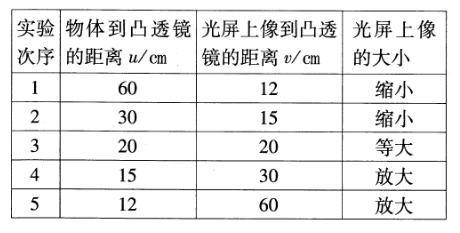 实验次序 物体到凸透镜的距离 u/cm 光屏上像到凸透镜的距离 v/cm 光屏上像的大小
1 60 12 缩小
2 30 15 缩小
3 20 20 等大
4 15 30 放大
5 12 60 放大